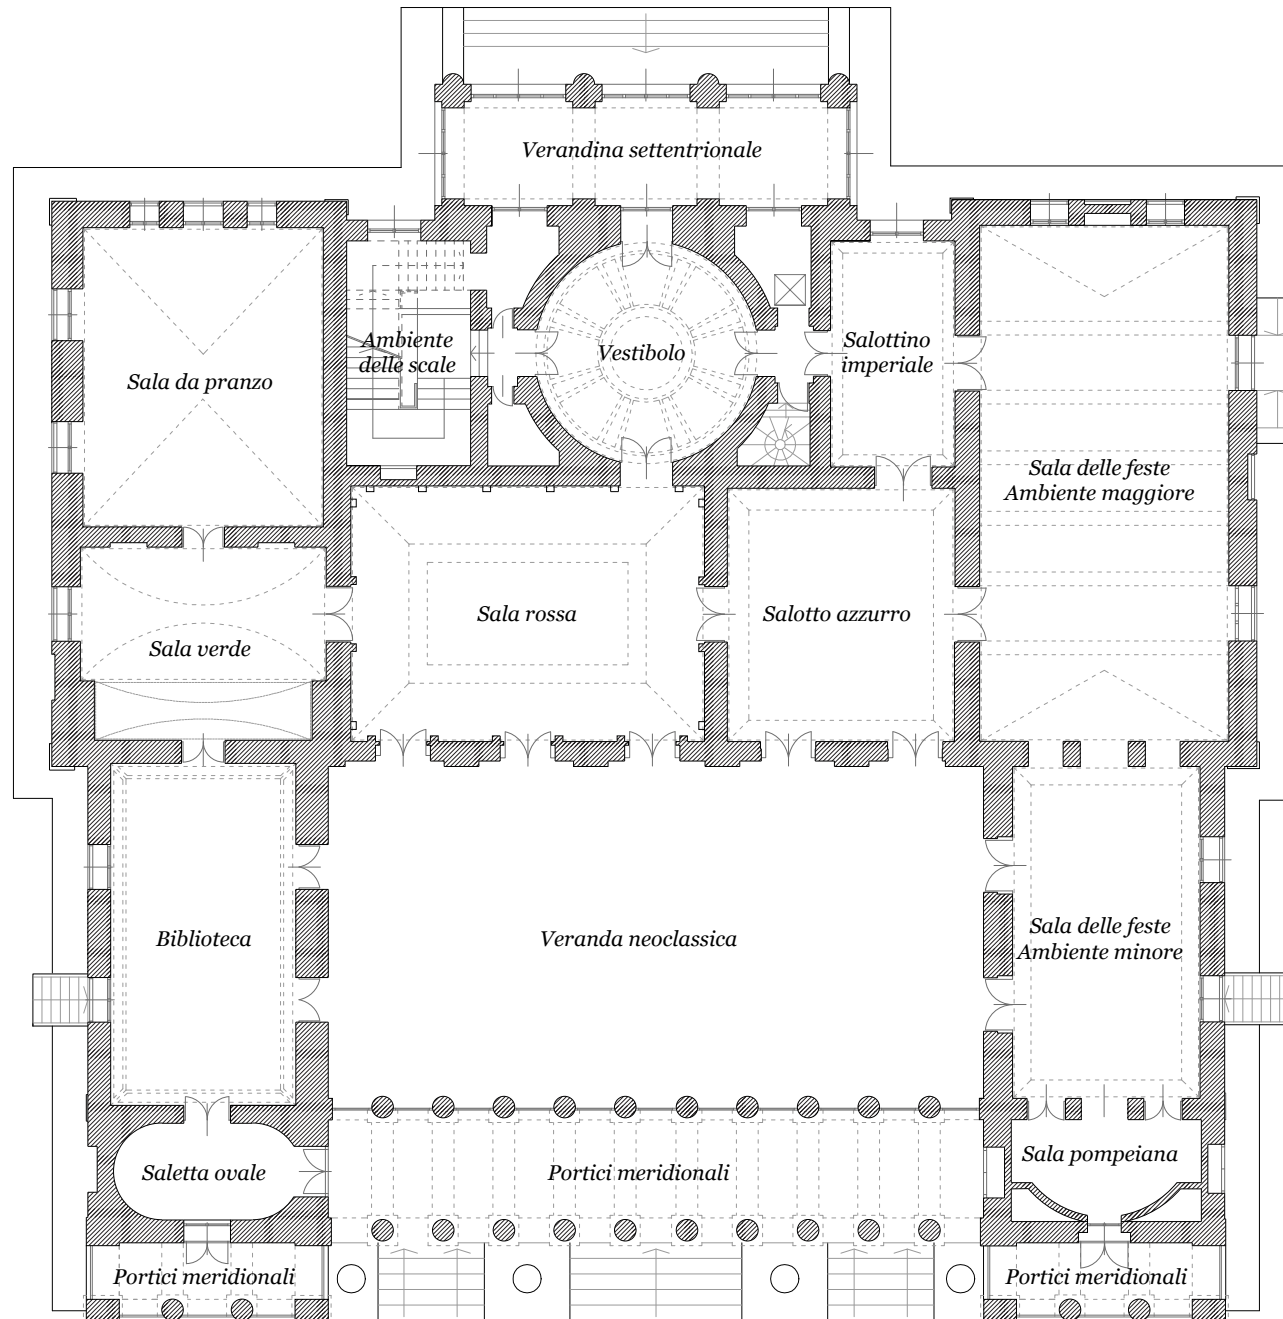 Verandina settentrionale
Ambiente
delle scale
Vestibolo
Salottino
imperiale
Sala da pranzo
Sala delle feste
Ambiente maggiore
Sala rossa
Salotto azzurro
Sala verde
Biblioteca
Veranda neoclassica
Sala delle feste
Ambiente minore
Saletta ovale
Portici meridionali
Sala pompeiana
Portici meridionali
Portici meridionali